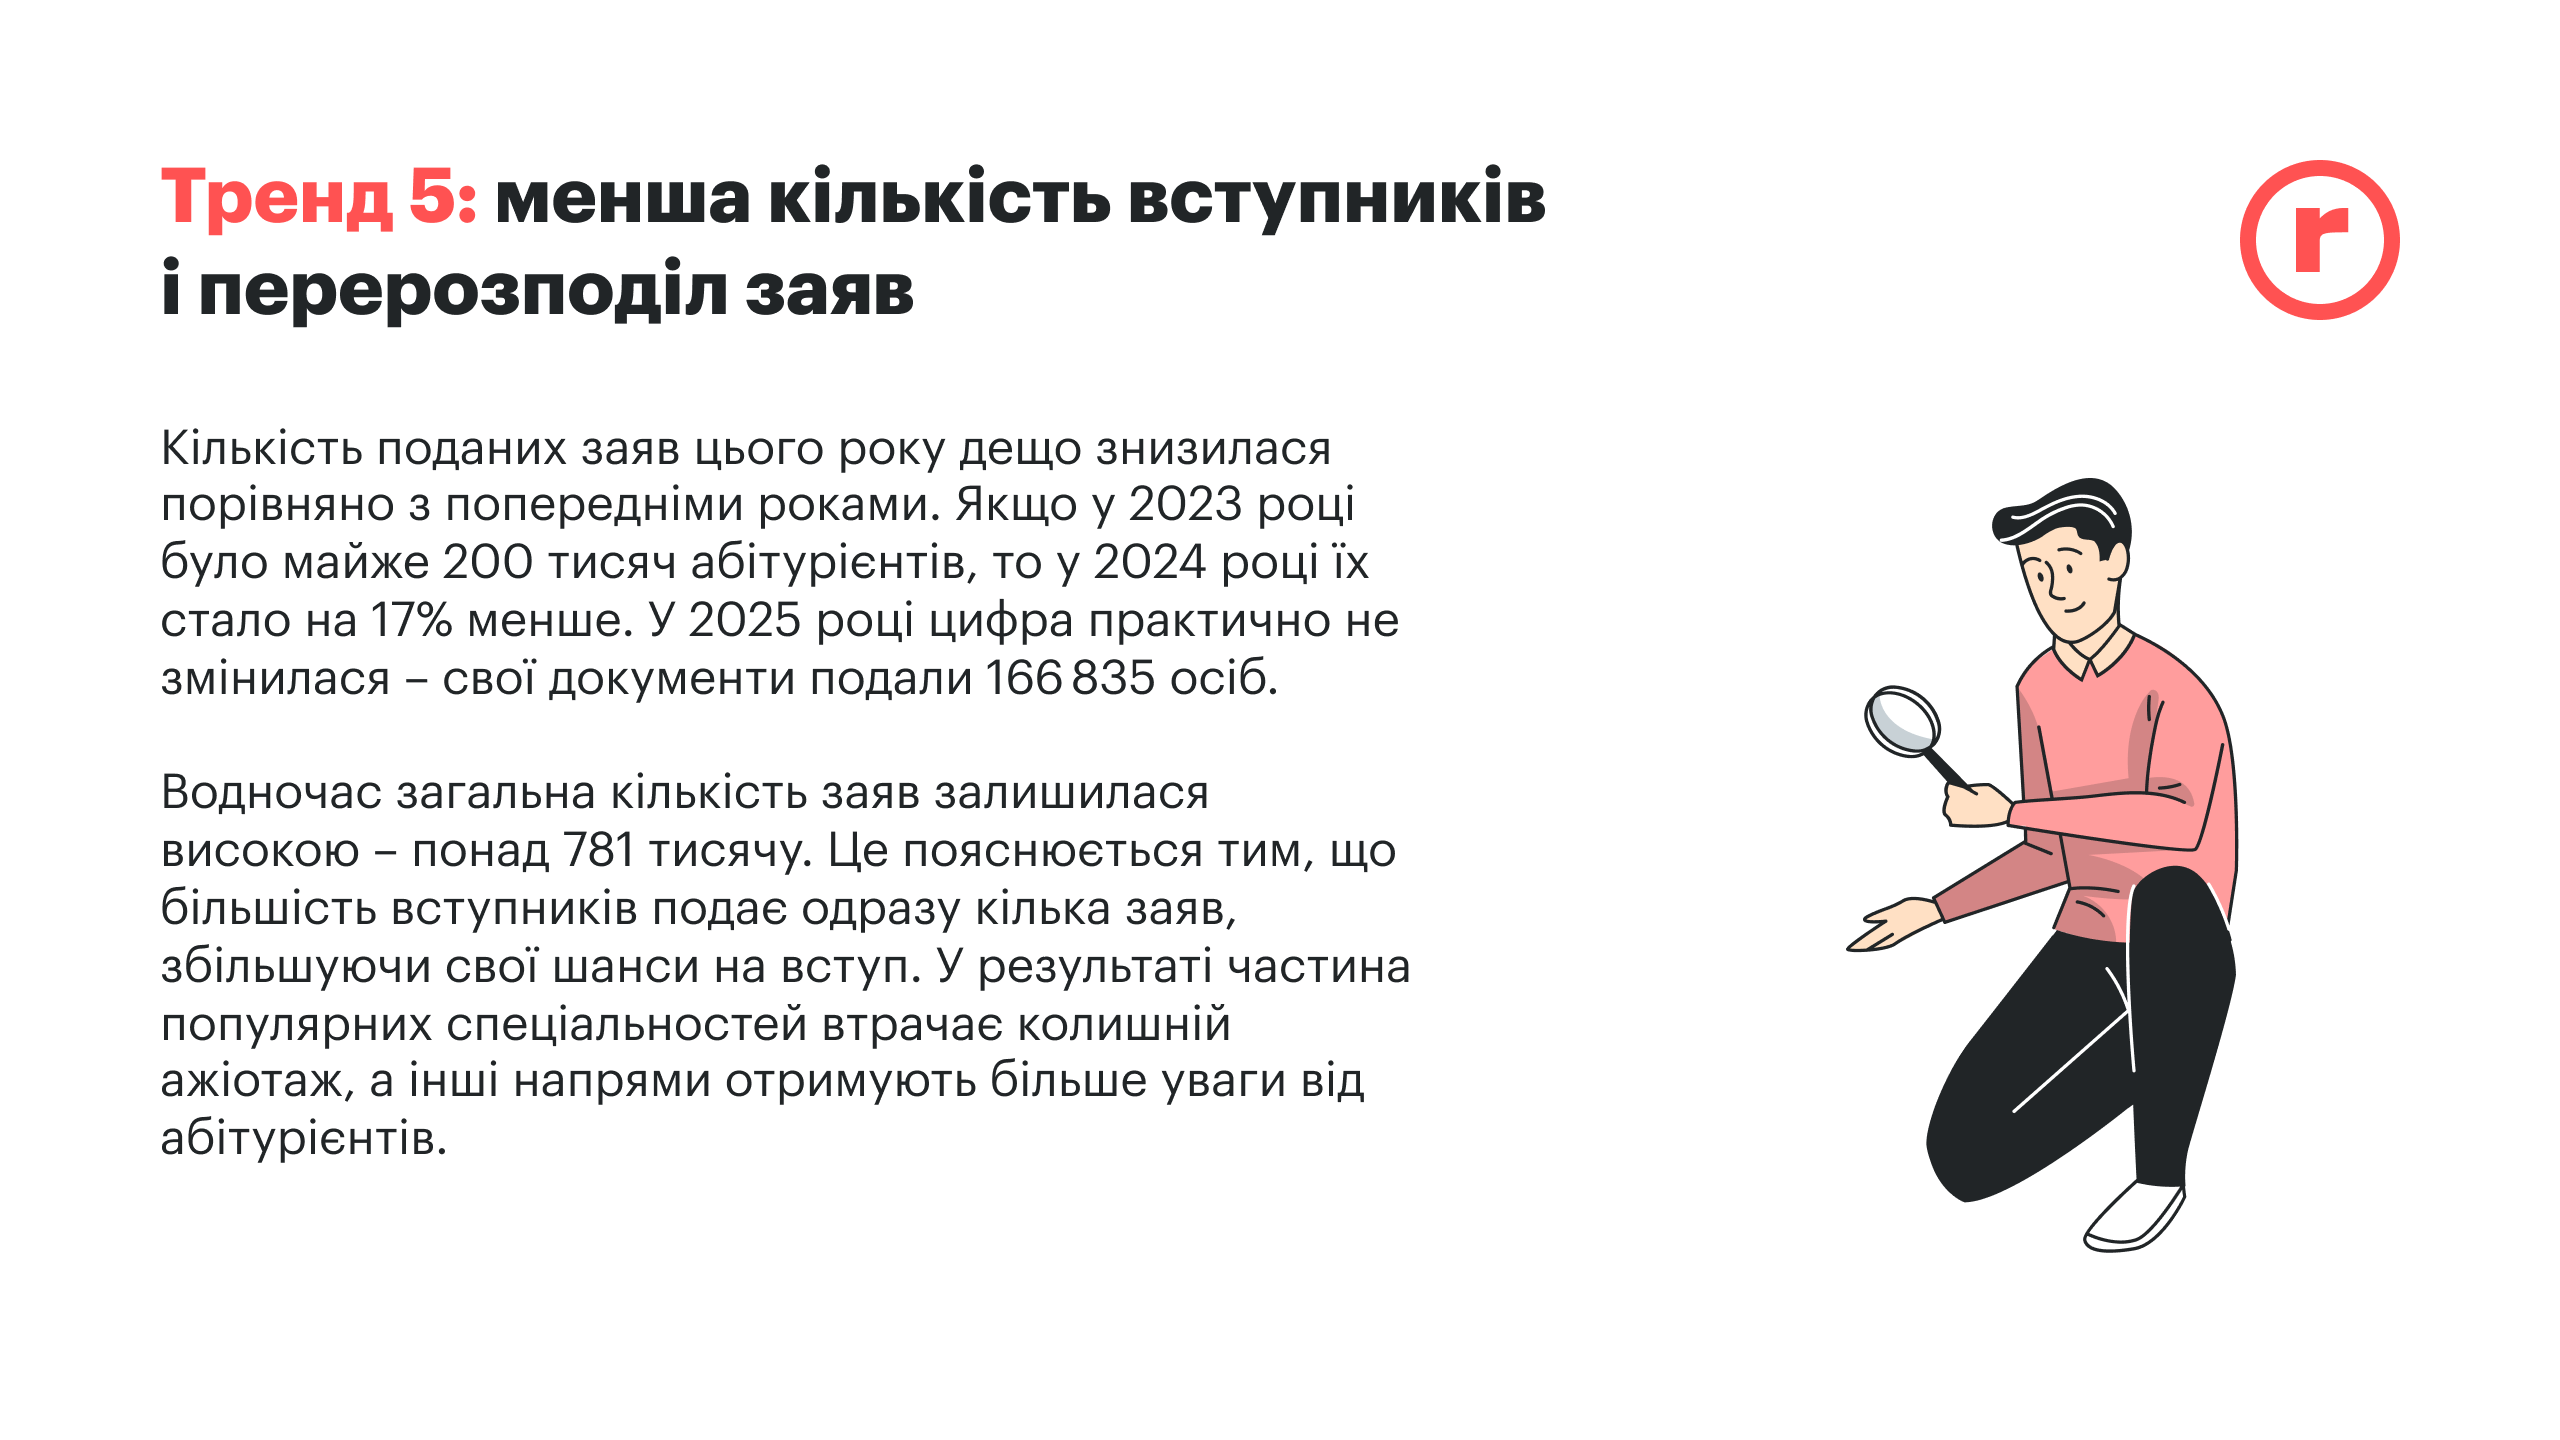 Тренд 5: менша кількість вступників
і перерозподіл заяв
r
Кількість поданих заяв цього року дещо знизилася
порівняно з попередніми роками. Якщо у 2023 році
було майже 200 тисяч абітурієнтів, то у 2024 році їх
стало на 17% менше. У 2025 році цифра практично не
змінилася – свої документи подали 166 835 осіб.
Водночас загальна кількість заяв залишилася
високою – понад 781 тисячу. Це пояснюється тим, що
більшість вступників подає одразу кілька заяв,
збільшуючи свої шанси на вступ. У результаті частина
популярних спеціальностей втрачає колишній
ажіотаж, а інші напрями отримують більше уваги від
абітурієнтів.